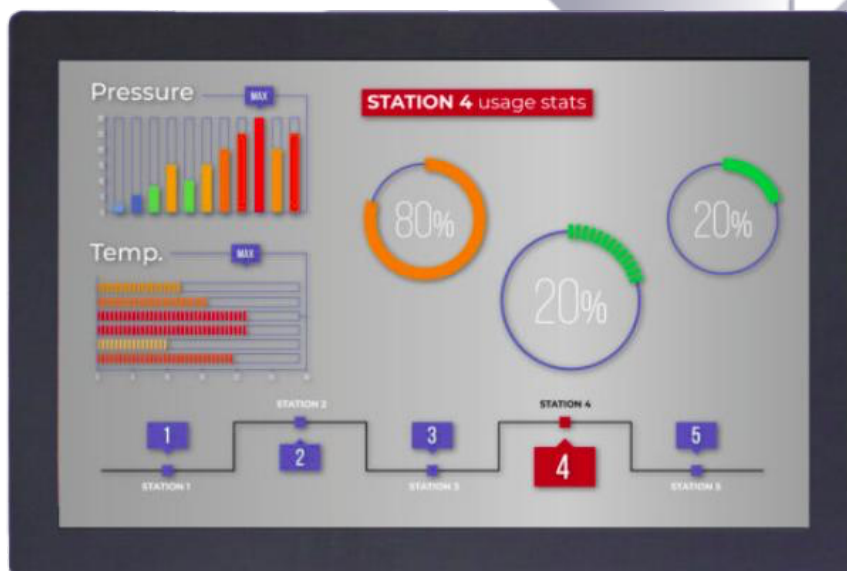 Pressure
MAX
STATION 4 usage stats
80%
20%
20%
Temp.
MAX
STATION 2
STATION 4
1
3
5
2
4
STATION 1
STATION 3
STATION 5